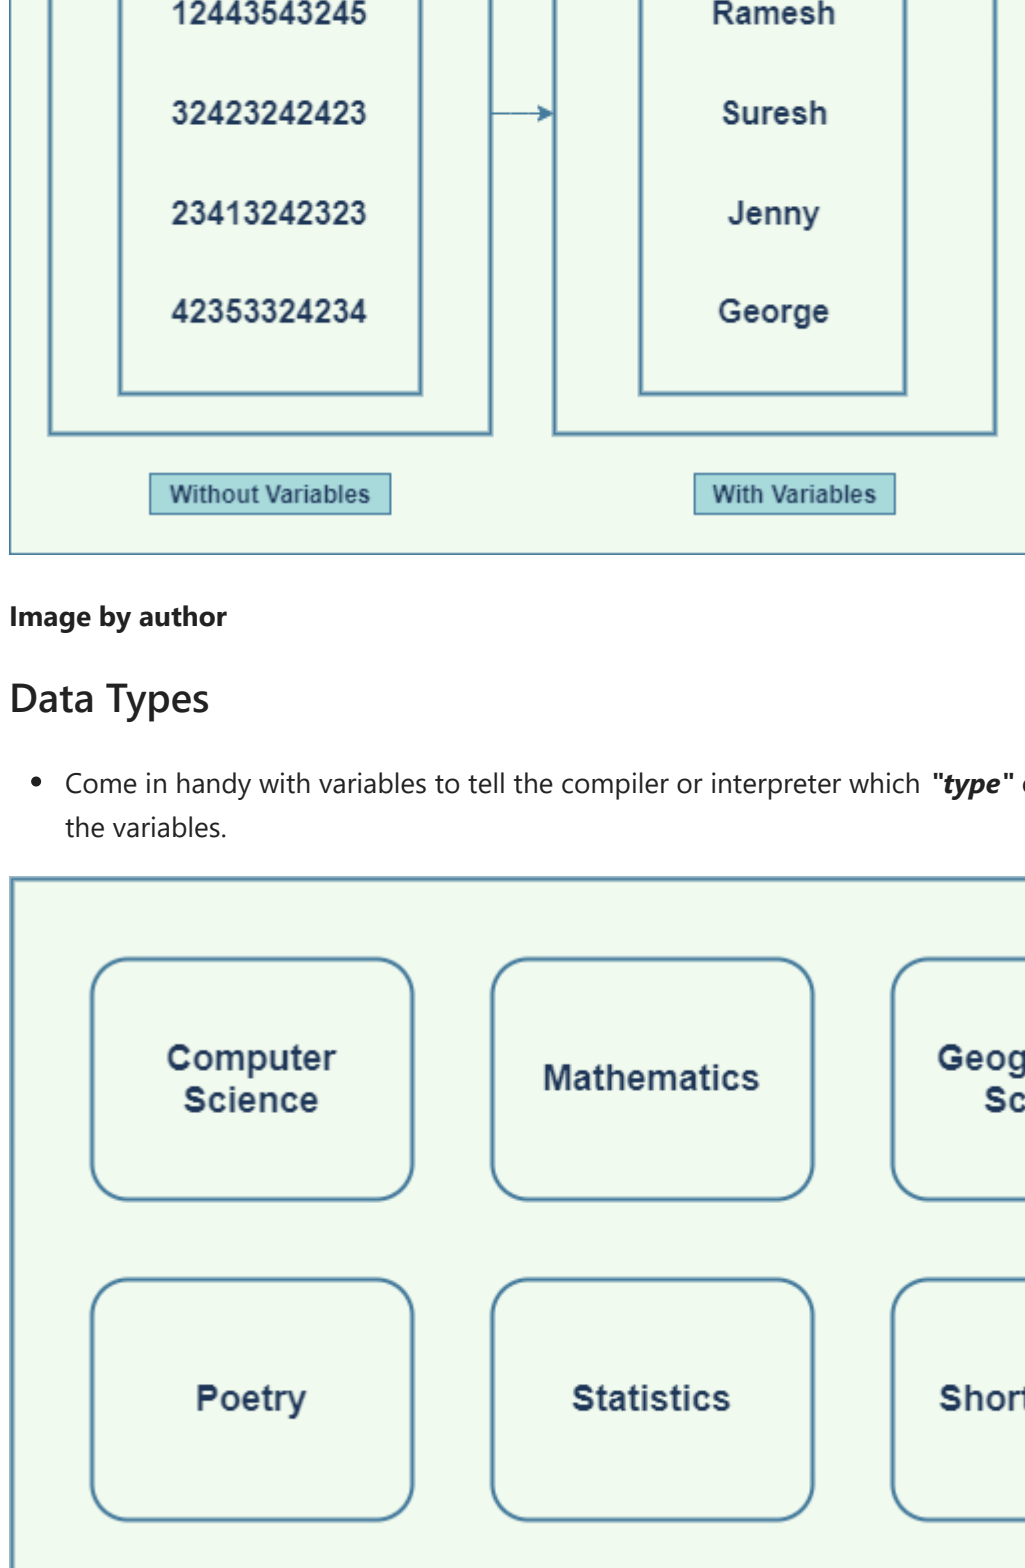 12443543245
Ramesh
32423242423
Suresh
23413242323
Jenny
42353324234
George
Without Variables
With Variables
Image by author
Data Types
• Come in handy with variables to tell the compiler or interpreter which "type"
the variables.
Computer
Science
Mathematics
Poetry
Statistics